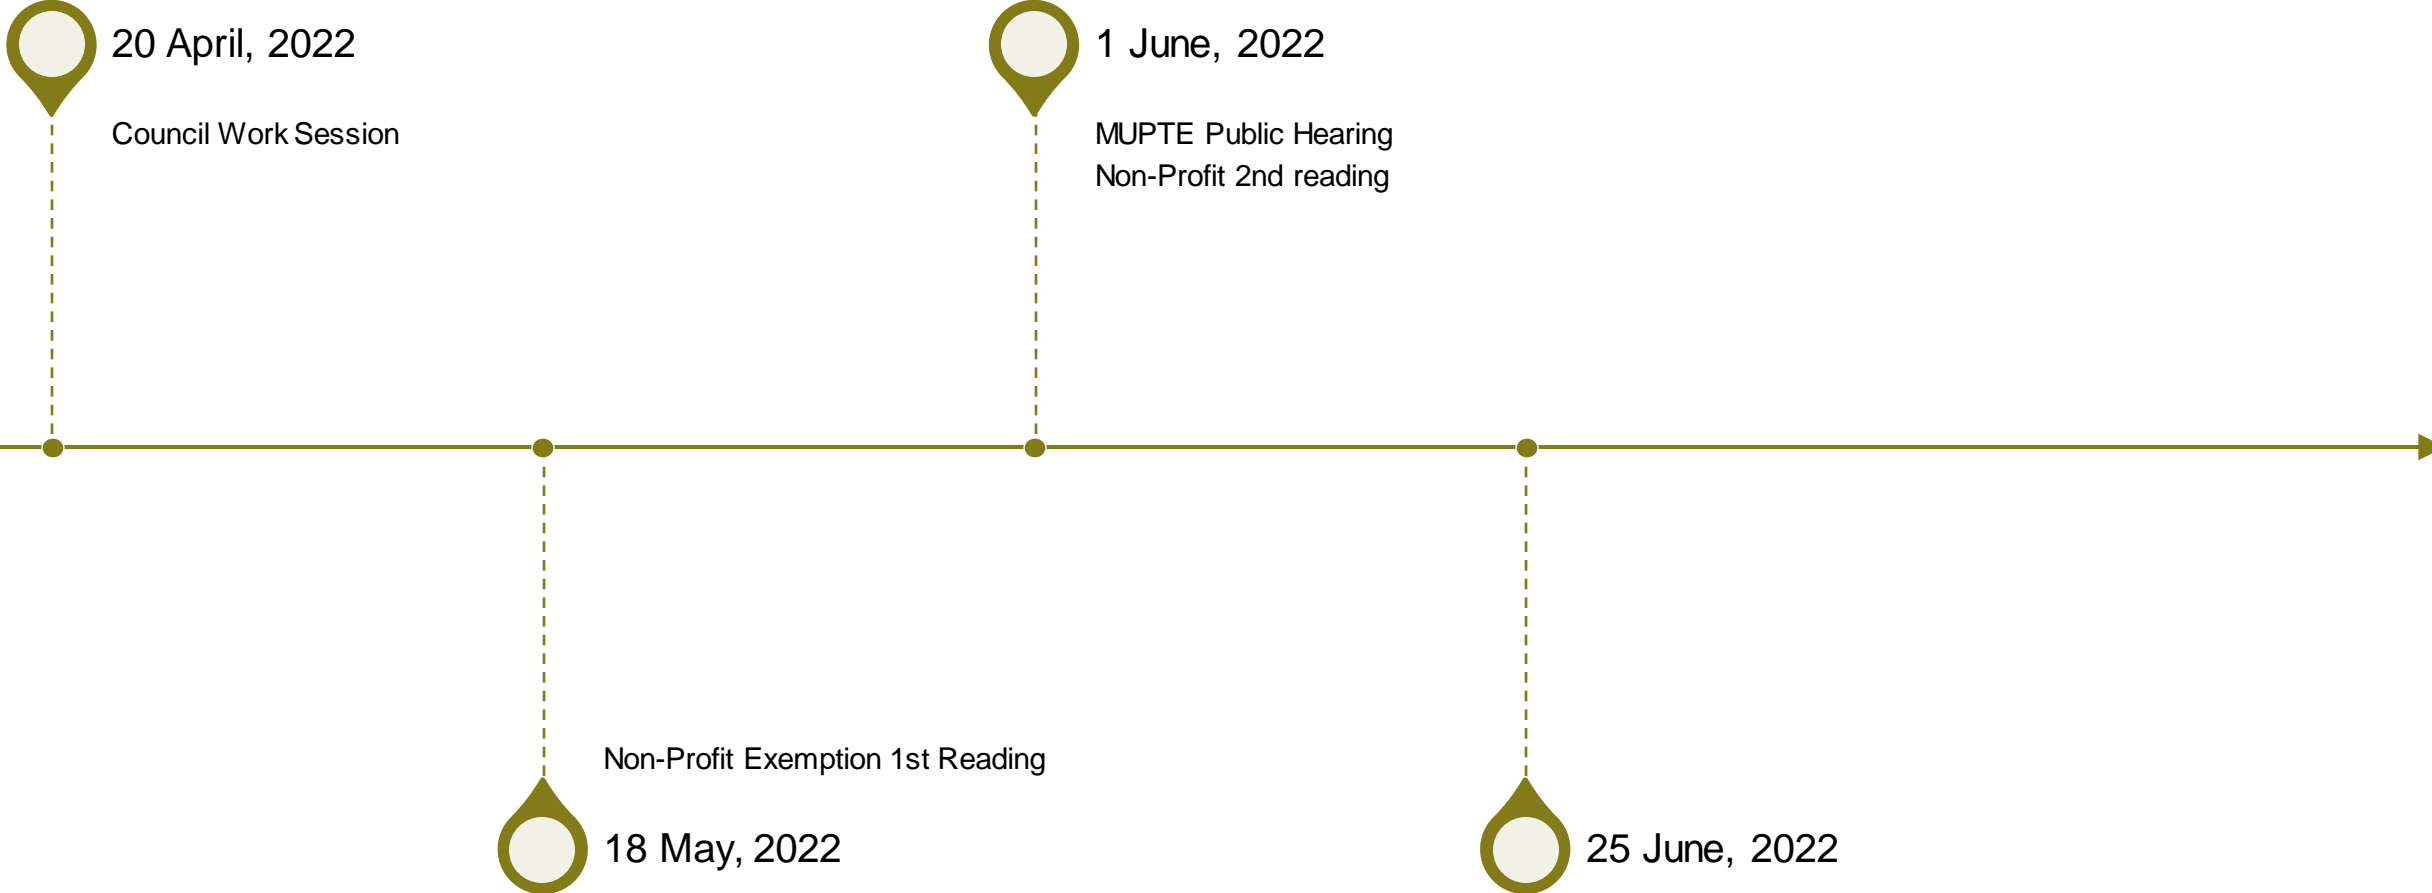 20 April, 2022
Council Work Session
1 June, 2022
MUPTE Public Hearing
Non-Profit 2nd reading
Non-Profit Exemption 1st Reading
18 May, 2022
25 June, 2022